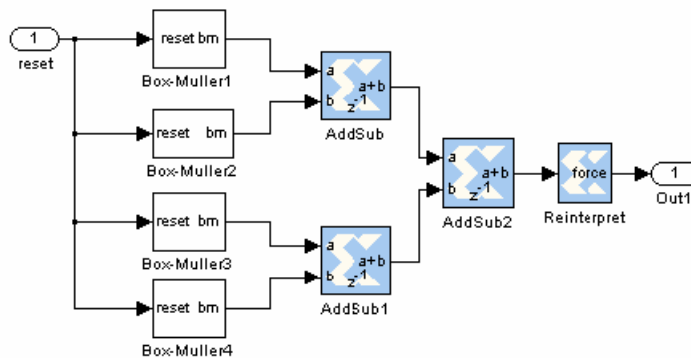 1
reset
reset bm
Box-Muller1
reset bm
Box-Muller2
reset bm
Box-Muller3
reset bm
Box-Muller4
a
b
a+b
z-1
AddSub
a
b
a+b
z-1
AddSub1
a
b
a+b
z-1
AddSub2
force
Reinterpret
1
Out1